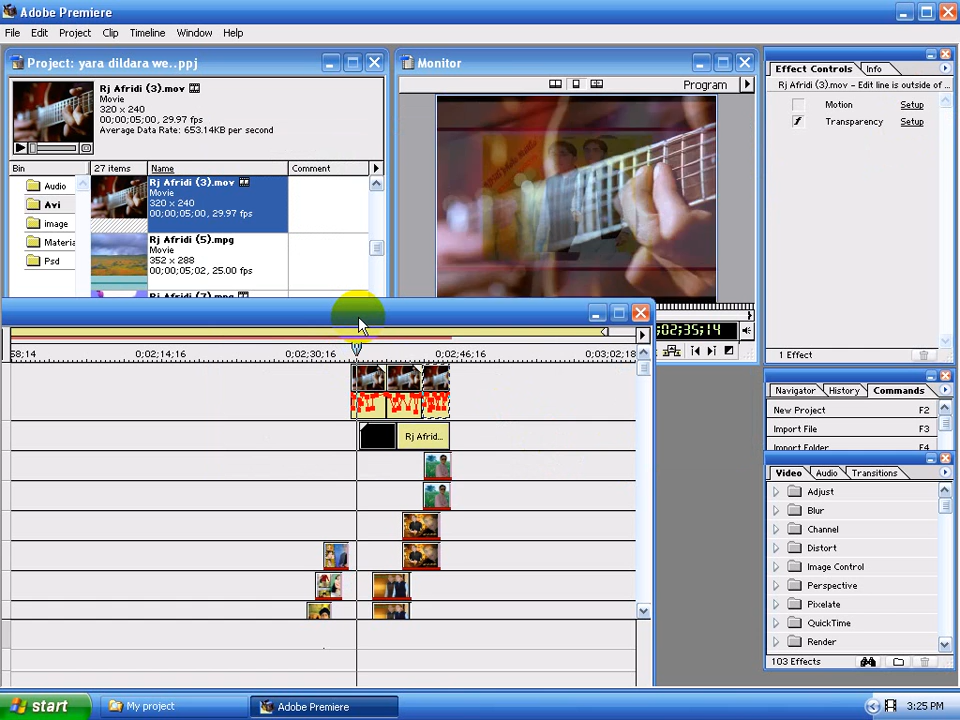 Adobe Premiere
File Edit Project Clip Timeline Window Help
Project: yara dildara we..ppj
Rj Afridi (3).mov
Movie
320 x 240
00;00;05;00, 29.97 fps
Average Data Rate: 653.14KB per second
Bin 27 items Name Comment
Audio
Avi
image
Materia
Psd
Rj Afridi (3).mov
Movie
320 x 240
00;00;05;00, 29.97 fps
Rj Afridi (5).mpg
Movie
352 x 288
00;00;05;02, 25.00 fps
Rj Afridi (7).mpg
Monitor
Program
;02;35;14
Effect Controls Info
Rj Afridi (3).mov - Edit line is outside of ...
Motion Setup
Transparency Setup
1 Effect
58;14 0;02;14;16 0;02;30;16 0;02;46;16 0;03;02;18
Rj Afrid...
Navigator History Commands
New Project F2
Import File F3
Import Folder F4
Video Audio Transitions
Adjust
Blur
Channel
Distort
Image Control
Perspective
Pixelate
QuickTime
Render
103 Effects
start My project Adobe Premiere 3:25 PM